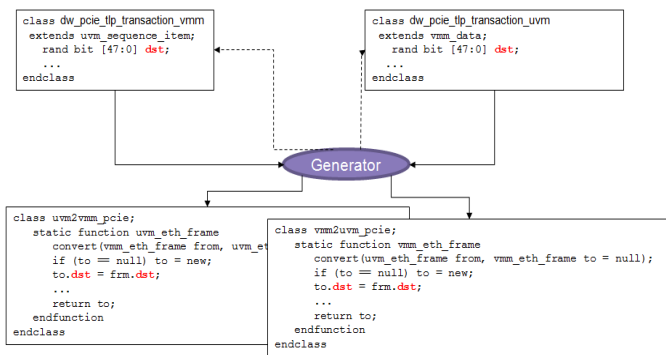 class dw_pcie_tlp_transaction_vmm
extends uvm_sequence_item;
rand bit [47:0] dst;
...
endclass
class dw_pcie_tlp_transaction_uvm
extends vmm_data;
rand bit [47:0] dst;
...
endclass
Generator
class uvm2vmm_pcie;
static function uvm_eth_frame
convert(vmm_eth_frame from, uvm_et
if (to == null) to = new;
to.dst = frm.dst;
...
return to;
endfunction
endclass
class vmm2uvm_pcie;
static function vmm_eth_frame
convert(uvm_eth_frame from, vmm_eth_frame to = null);
if (to == null) to = new;
to.dst = frm.dst;
...
return to;
endfunction
endclass